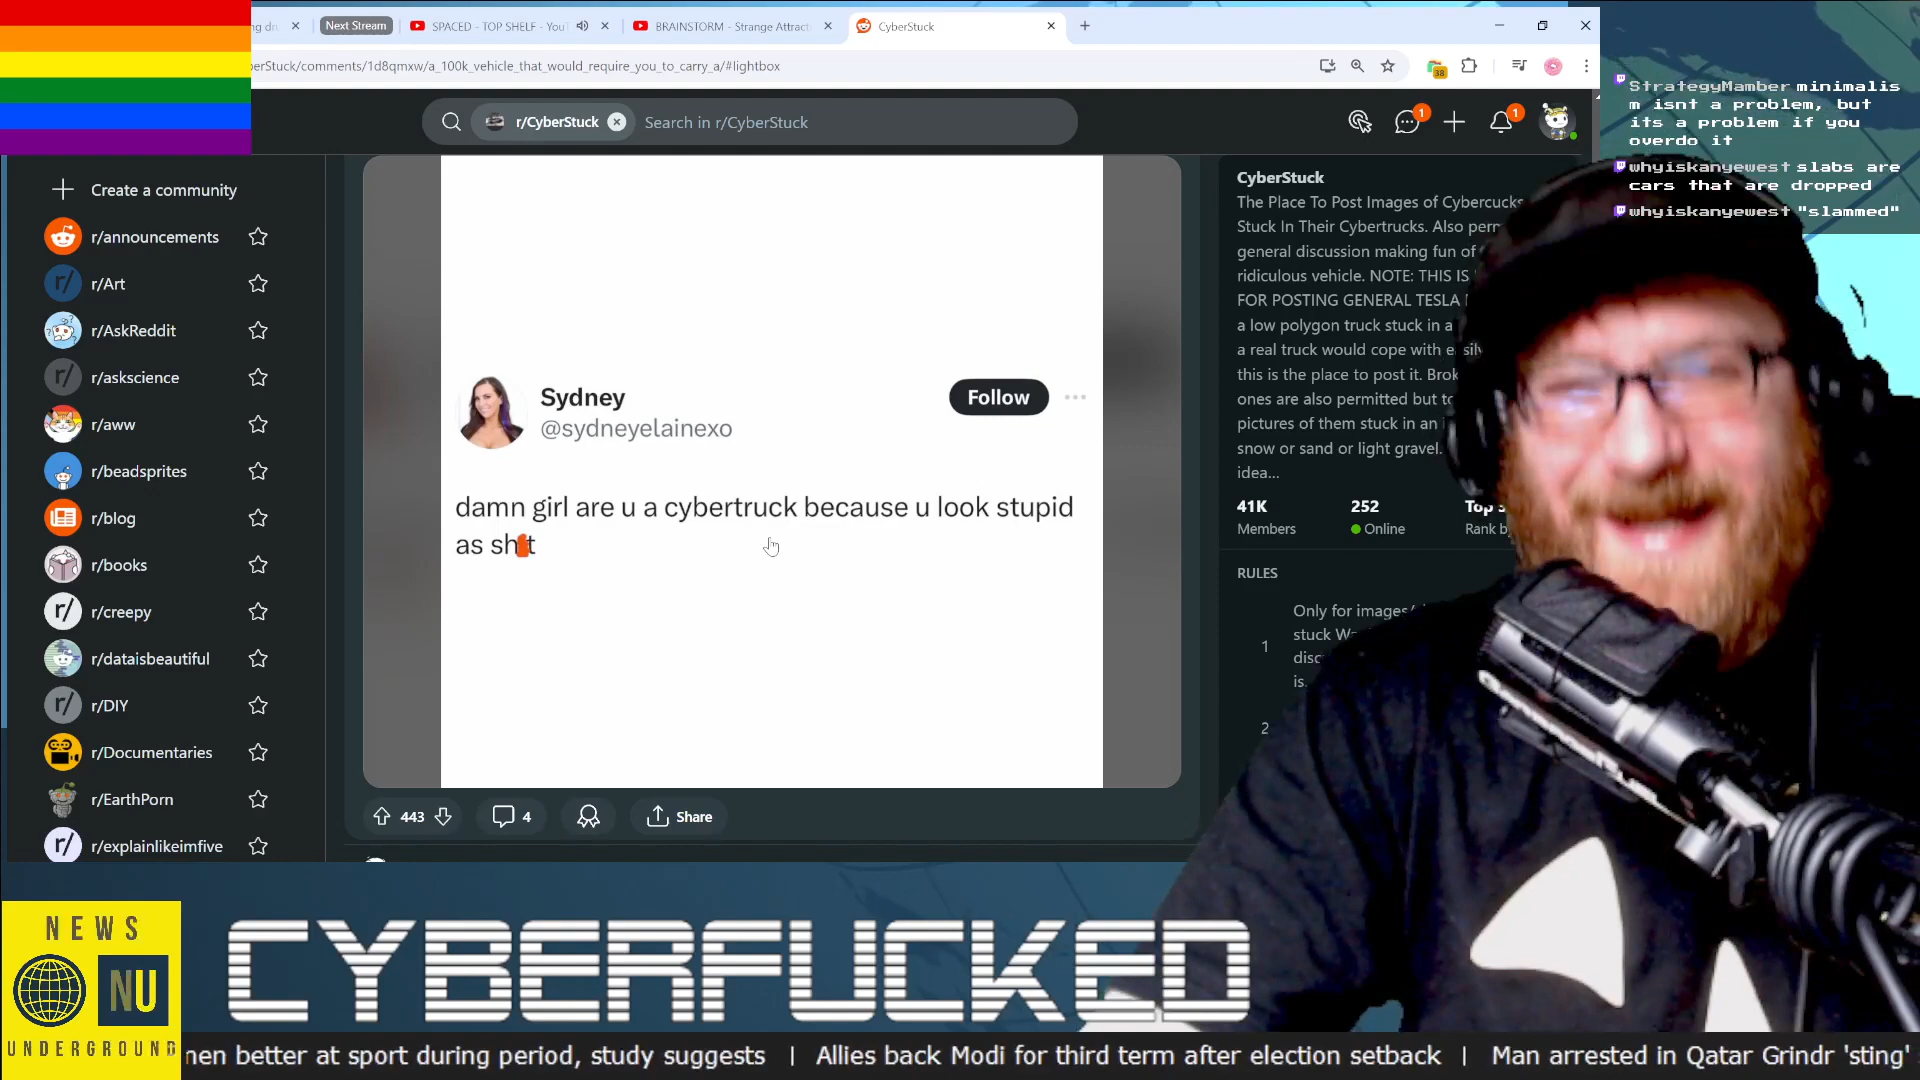 Next Stream
SPACED - TOP SHELF - You
BRAINSTORM - Strange Attract
CyberStuck
erStuck/comments/1d8qmxw/a_100k_vehicle_that_would_require_you_to_carry_a/#lightbox
38
r/CyberStuck
Search in r/CyberStuck
1
1
StrategyMamber minimalis
m isnt a problem, but
its a problem if you
overdo it
whyiskanyewest slabs are
cars that are dropped
whyiskanyewest "slammed"
Create a community
r/announcements
r/Art
r/AskReddit
r/askscience
r/aww
r/beadsprites
r/blog
r/books
r/creepy
r/dataisbeautiful
r/DIY
r/Documentaries
r/EarthPorn
r/explainlikeimfive
Sydney
@sydneyelainexo
Follow
damn girl are u a cybertruck because u look stupid
as sh t
443
4
Share
CyberStuck
The Place To Post Images of Cybercucks
Stuck In Their Cybertrucks. Also
general discussion making fun of
ridiculous vehicle. NOTE: THIS IS
FOR POSTING GENERAL TESLA
a low polygon truck stuck in a
a real truck would cope with
this is the place to post it.
ones are also permitted but
pictures of them stuck in an
snow or sand or light gravel.
idea...
41K
252
Members
Online
Rank
RULES
Only for
1
stuck
is.
2
NEWS
NU
UNDERGROUND
CYBERFUCKED
better at sport during period, study suggests | Allies back Modi for third term after election setback | Man arrested in Qatar Grindr 'sting'